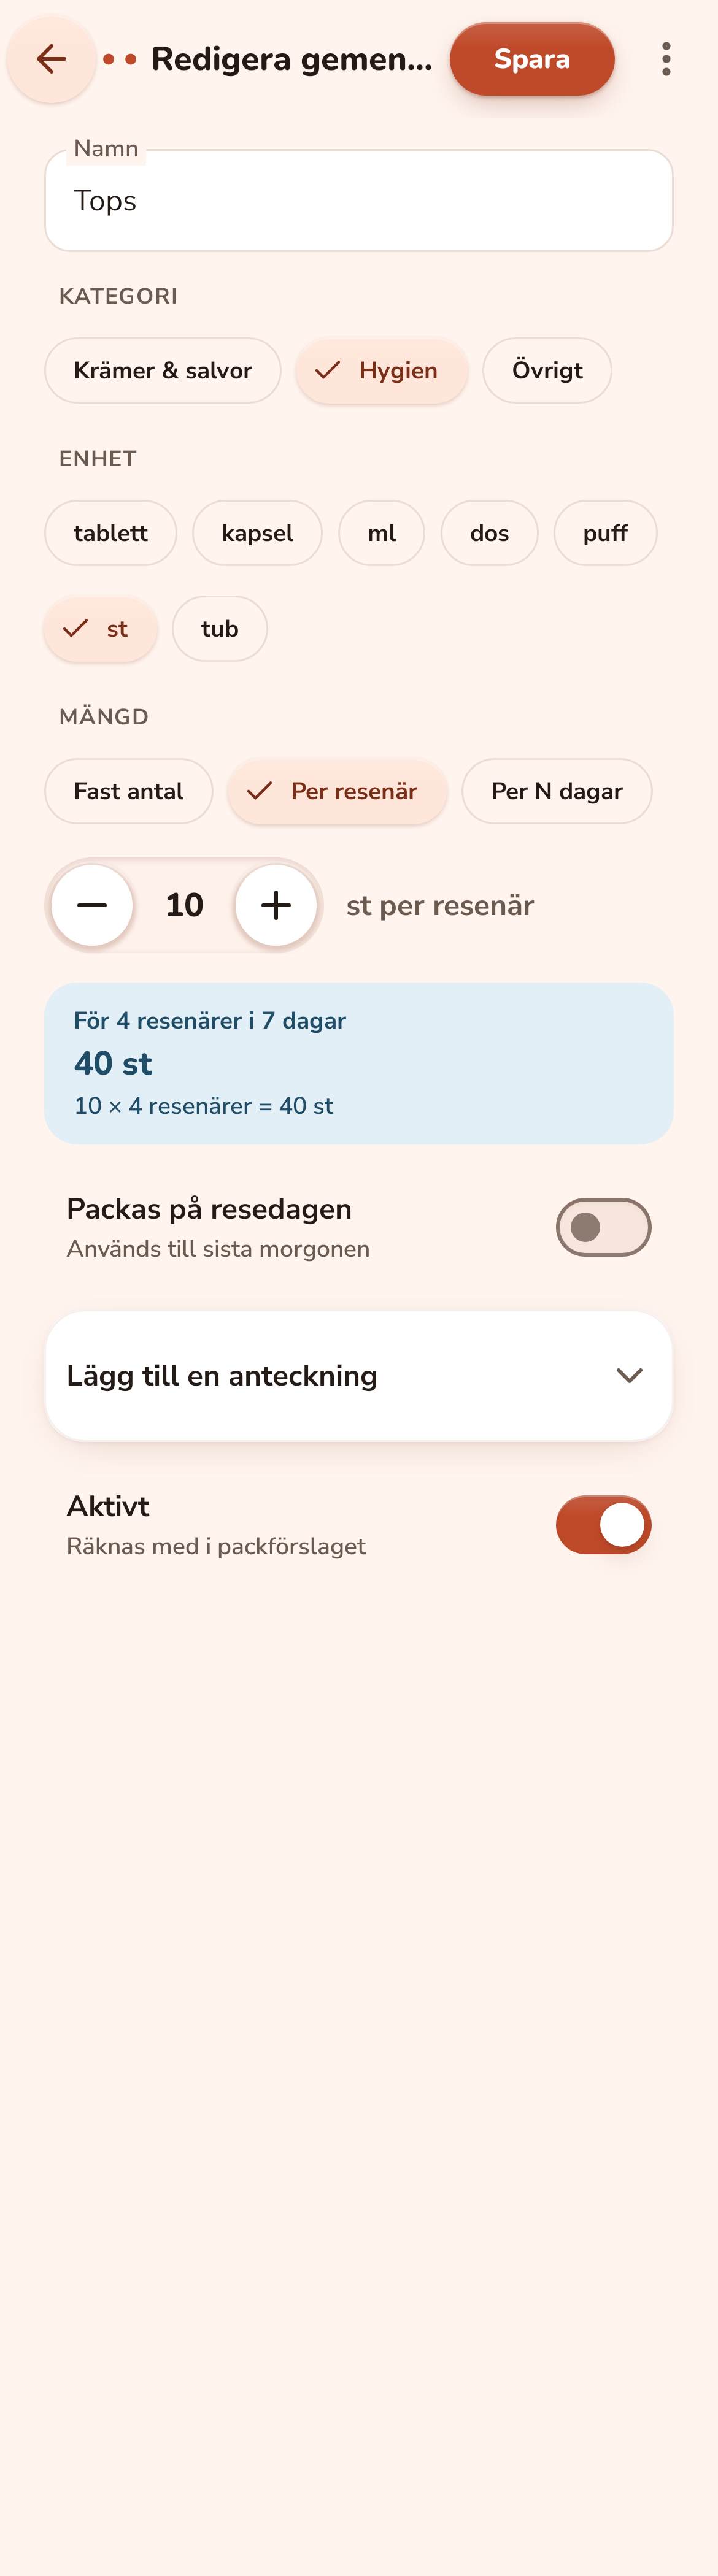 Redigera gemen...
Spara
Namn
Tops
KATEGORI
Krämer & salvor
Hygien
Övrigt
ENHET
tablett
kapsel
ml
dos
puff
st
tub
MÄNGD
Fast antal
Per resenär
Per N dagar
10
st per resenär
För 4 resenärer i 7 dagar
40 st
10 × 4 resenärer = 40 st
Packas på resedagen
Används till sista morgonen
Lägg till en anteckning
Aktivt
Räknas med i packförslaget